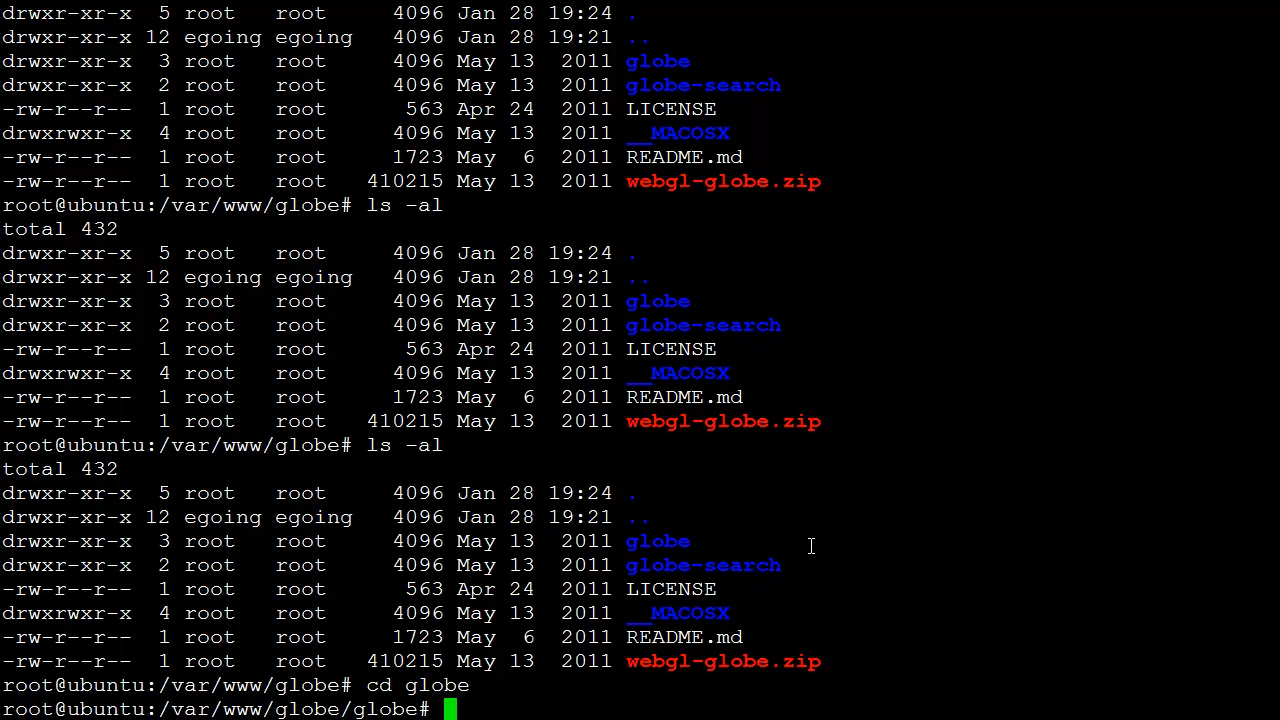 drwxr-xr-x  5 root   root     4096 Jan 28 19:24 .
drwxr-xr-x 12 egoing egoing   4096 Jan 28 19:21 ..
drwxr-xr-x  3 root   root     4096 May 13  2011 globe
drwxr-xr-x  2 root   root     4096 May 13  2011 globe-search
-rw-r--r--  1 root   root      563 Apr 24  2011 LICENSE
drwxrwxr-x  4 root   root     4096 May 13  2011 __MACOSX
-rw-r--r--  1 root   root     1723 May  6  2011 README.md
-rw-r--r--  1 root   root   410215 May 13  2011 webgl-globe.zip
root@ubuntu:/var/www/globe# ls -al
total 432
drwxr-xr-x  5 root   root     4096 Jan 28 19:24 .
drwxr-xr-x 12 egoing egoing   4096 Jan 28 19:21 ..
drwxr-xr-x  3 root   root     4096 May 13  2011 globe
drwxr-xr-x  2 root   root     4096 May 13  2011 globe-search
-rw-r--r--  1 root   root      563 Apr 24  2011 LICENSE
drwxrwxr-x  4 root   root     4096 May 13  2011 __MACOSX
-rw-r--r--  1 root   root     1723 May  6  2011 README.md
-rw-r--r--  1 root   root   410215 May 13  2011 webgl-globe.zip
root@ubuntu:/var/www/globe# ls -al
total 432
drwxr-xr-x  5 root   root     4096 Jan 28 19:24 .
drwxr-xr-x 12 egoing egoing   4096 Jan 28 19:21 ..
drwxr-xr-x  3 root   root     4096 May 13  2011 globe
drwxr-xr-x  2 root   root     4096 May 13  2011 globe-search
-rw-r--r--  1 root   root      563 Apr 24  2011 LICENSE
drwxrwxr-x  4 root   root     4096 May 13  2011 __MACOSX
-rw-r--r--  1 root   root     1723 May  6  2011 README.md
-rw-r--r--  1 root   root   410215 May 13  2011 webgl-globe.zip
root@ubuntu:/var/www/globe# cd globe
root@ubuntu:/var/www/globe/globe#